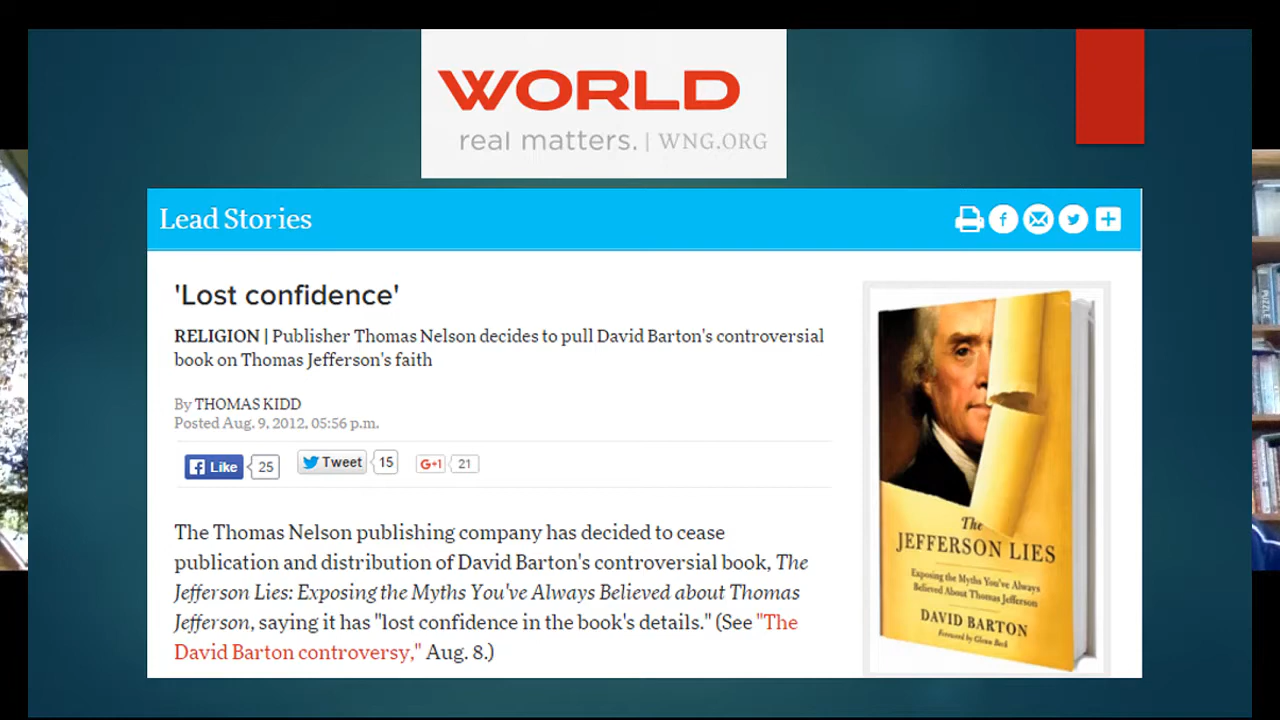 WORLD
real matters. | WNG.ORG
Lead Stories
'Lost confidence'
RELIGION | Publisher Thomas Nelson decides to pull David Barton's controversial
book on Thomas Jefferson's faith
By THOMAS KIDD
Posted Aug. 9, 2012, 05:56 p.m.
Like 25
Tweet 15
G+1 21
The Thomas Nelson publishing company has decided to cease
publication and distribution of David Barton's controversial book, The
Jefferson Lies: Exposing the Myths You've Always Believed about Thomas
Jefferson, saying it has "lost confidence in the book's details." (See "The
David Barton controversy," Aug. 8.)
The
JEFFERSON LIES
Exposing the Myths You've Always
Believed About Thomas Jefferson
DAVID BARTON
Foreword by Glenn Beck
PUZZLE